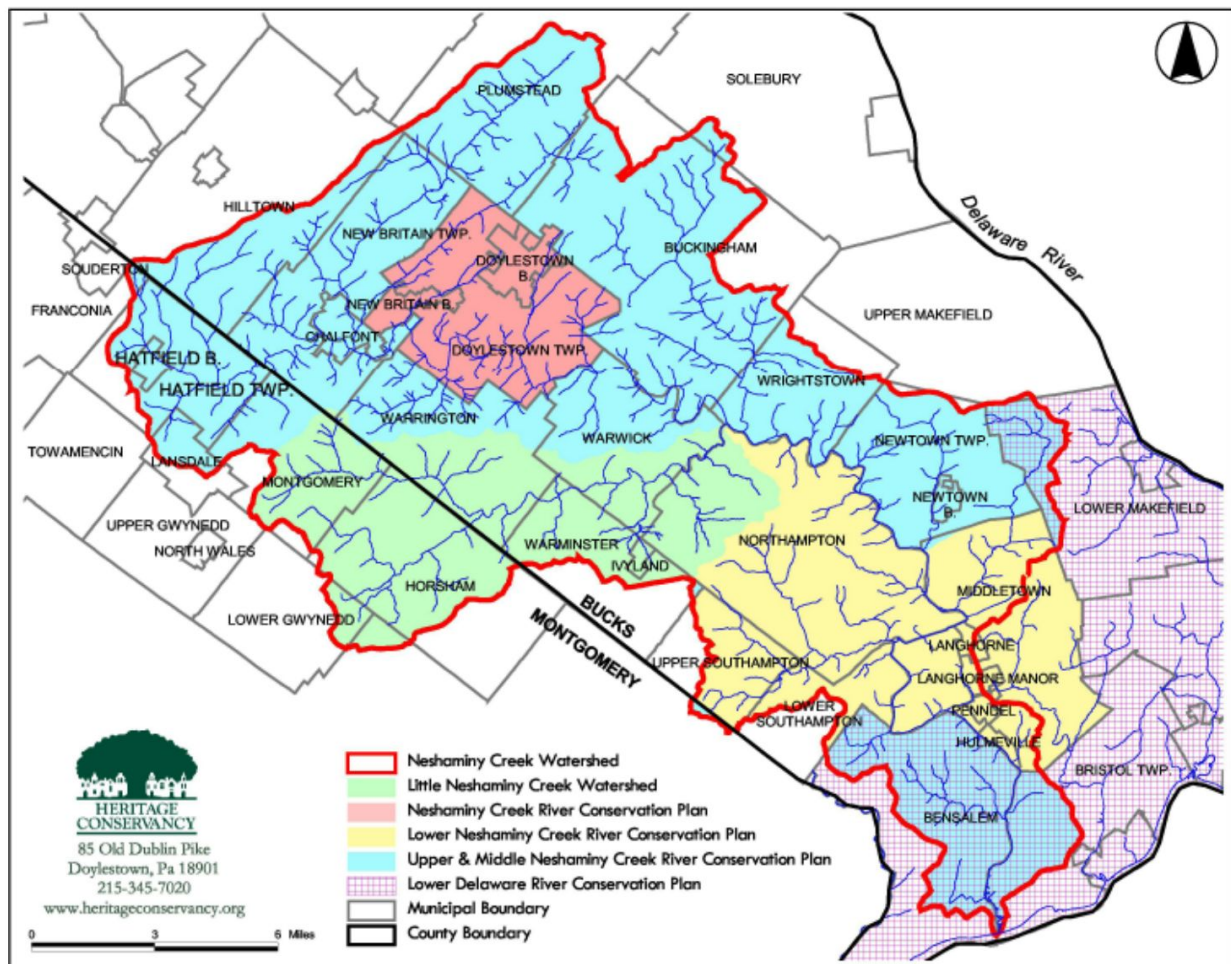 SOLEBURY
PLUMSTEAD
Delaware River
HILLTOWN
NEW BRITAIN TWP.
BUCKINGHAM
DOYLESTOWN
B.
SOUDERTON
FRANCONIA
NEW BRITAIN B.
UPPER MAKEFIELD
CHALFONT
DOYLESTOWN TWP.
HATFIELD B.
HATFIELD TWP.
WRIGHTSTOWN
WARRINGTON
WARWICK
NEWTOWN TWP.
TOWAMENCIN
LANSDALE
MONTGOMERY
NEWTOWN
B.
LOWER MAKEFIELD
UPPER GWYNEDD
NORTH WALES
WARMINSTER
NORTHAMPTON
IVYLAND
HORSHAM
MIDDLETOWN
LOWER GWYNEDD
BUCKS
MONTGOMERY
LANGHORNE
UPPER SOUTHAMPTON
LANGHORNE MANOR
LOWER
SOUTHAMPTON
PENNDEL
HULMEVILLE
BRISTOL TWP.
BENSALEM
HERITAGE
CONSERVANCY
85 Old Dublin Pike
Doylestown, Pa 18901
215-345-7020
www.heritageconservancy.org
0 3 6 Miles
Neshaminy Creek Watershed
Little Neshaminy Creek Watershed
Neshaminy Creek River Conservation Plan
Lower Neshaminy Creek River Conservation Plan
Upper & Middle Neshaminy Creek River Conservation Plan
Lower Delaware River Conservation Plan
Municipal Boundary
County Boundary